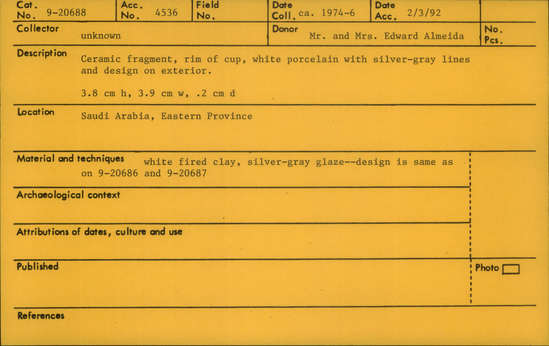 Cat. No. 9-20688 Acc. No. 4536 Field No. Date Coll. ca. 1974-6 Date Acc. 2/3/92
Collector unknown Donor Mr. and Mrs. Edward Almeida No. Pcs.
Description Ceramic fragment, rim of cup, white porcelain with silver-gray lines
and design on exterior.
3.8 cm h, 3.9 cm w, .2 cm d
Location Saudi Arabia, Eastern Province
Material and techniques white fired clay, silver-gray glaze--design is same as
on 9-20686 and 9-20687
Archaeological context
Attributions of dates, culture and use
Published Photo
References